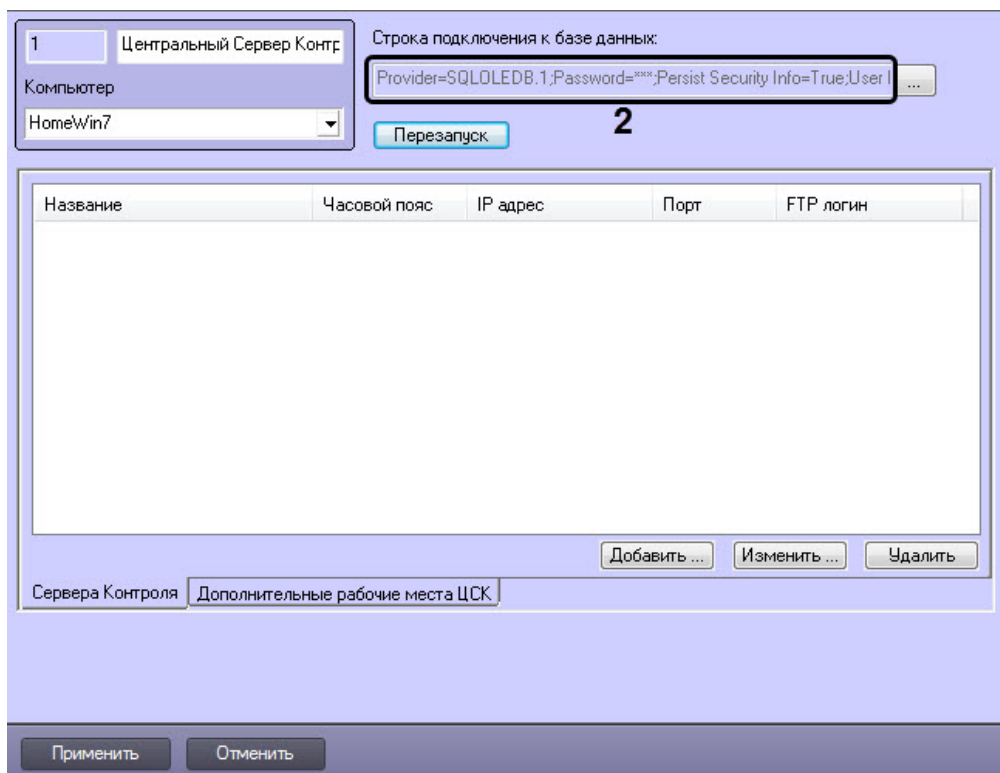 1
Центральный Сервер Контр
Строка подключения к базе данных:
Provider=SQLOLEDB.1;Password=***;Persist Security Info=True;User I
...
Компьютер
HomeWin7
Перезапуск
2
Название Часовой пояс IP адрес Порт FTP логин
Добавить ... Изменить ... Удалить
Сервера Контроля Дополнительные рабочие места ЦСК
Применить Отменить